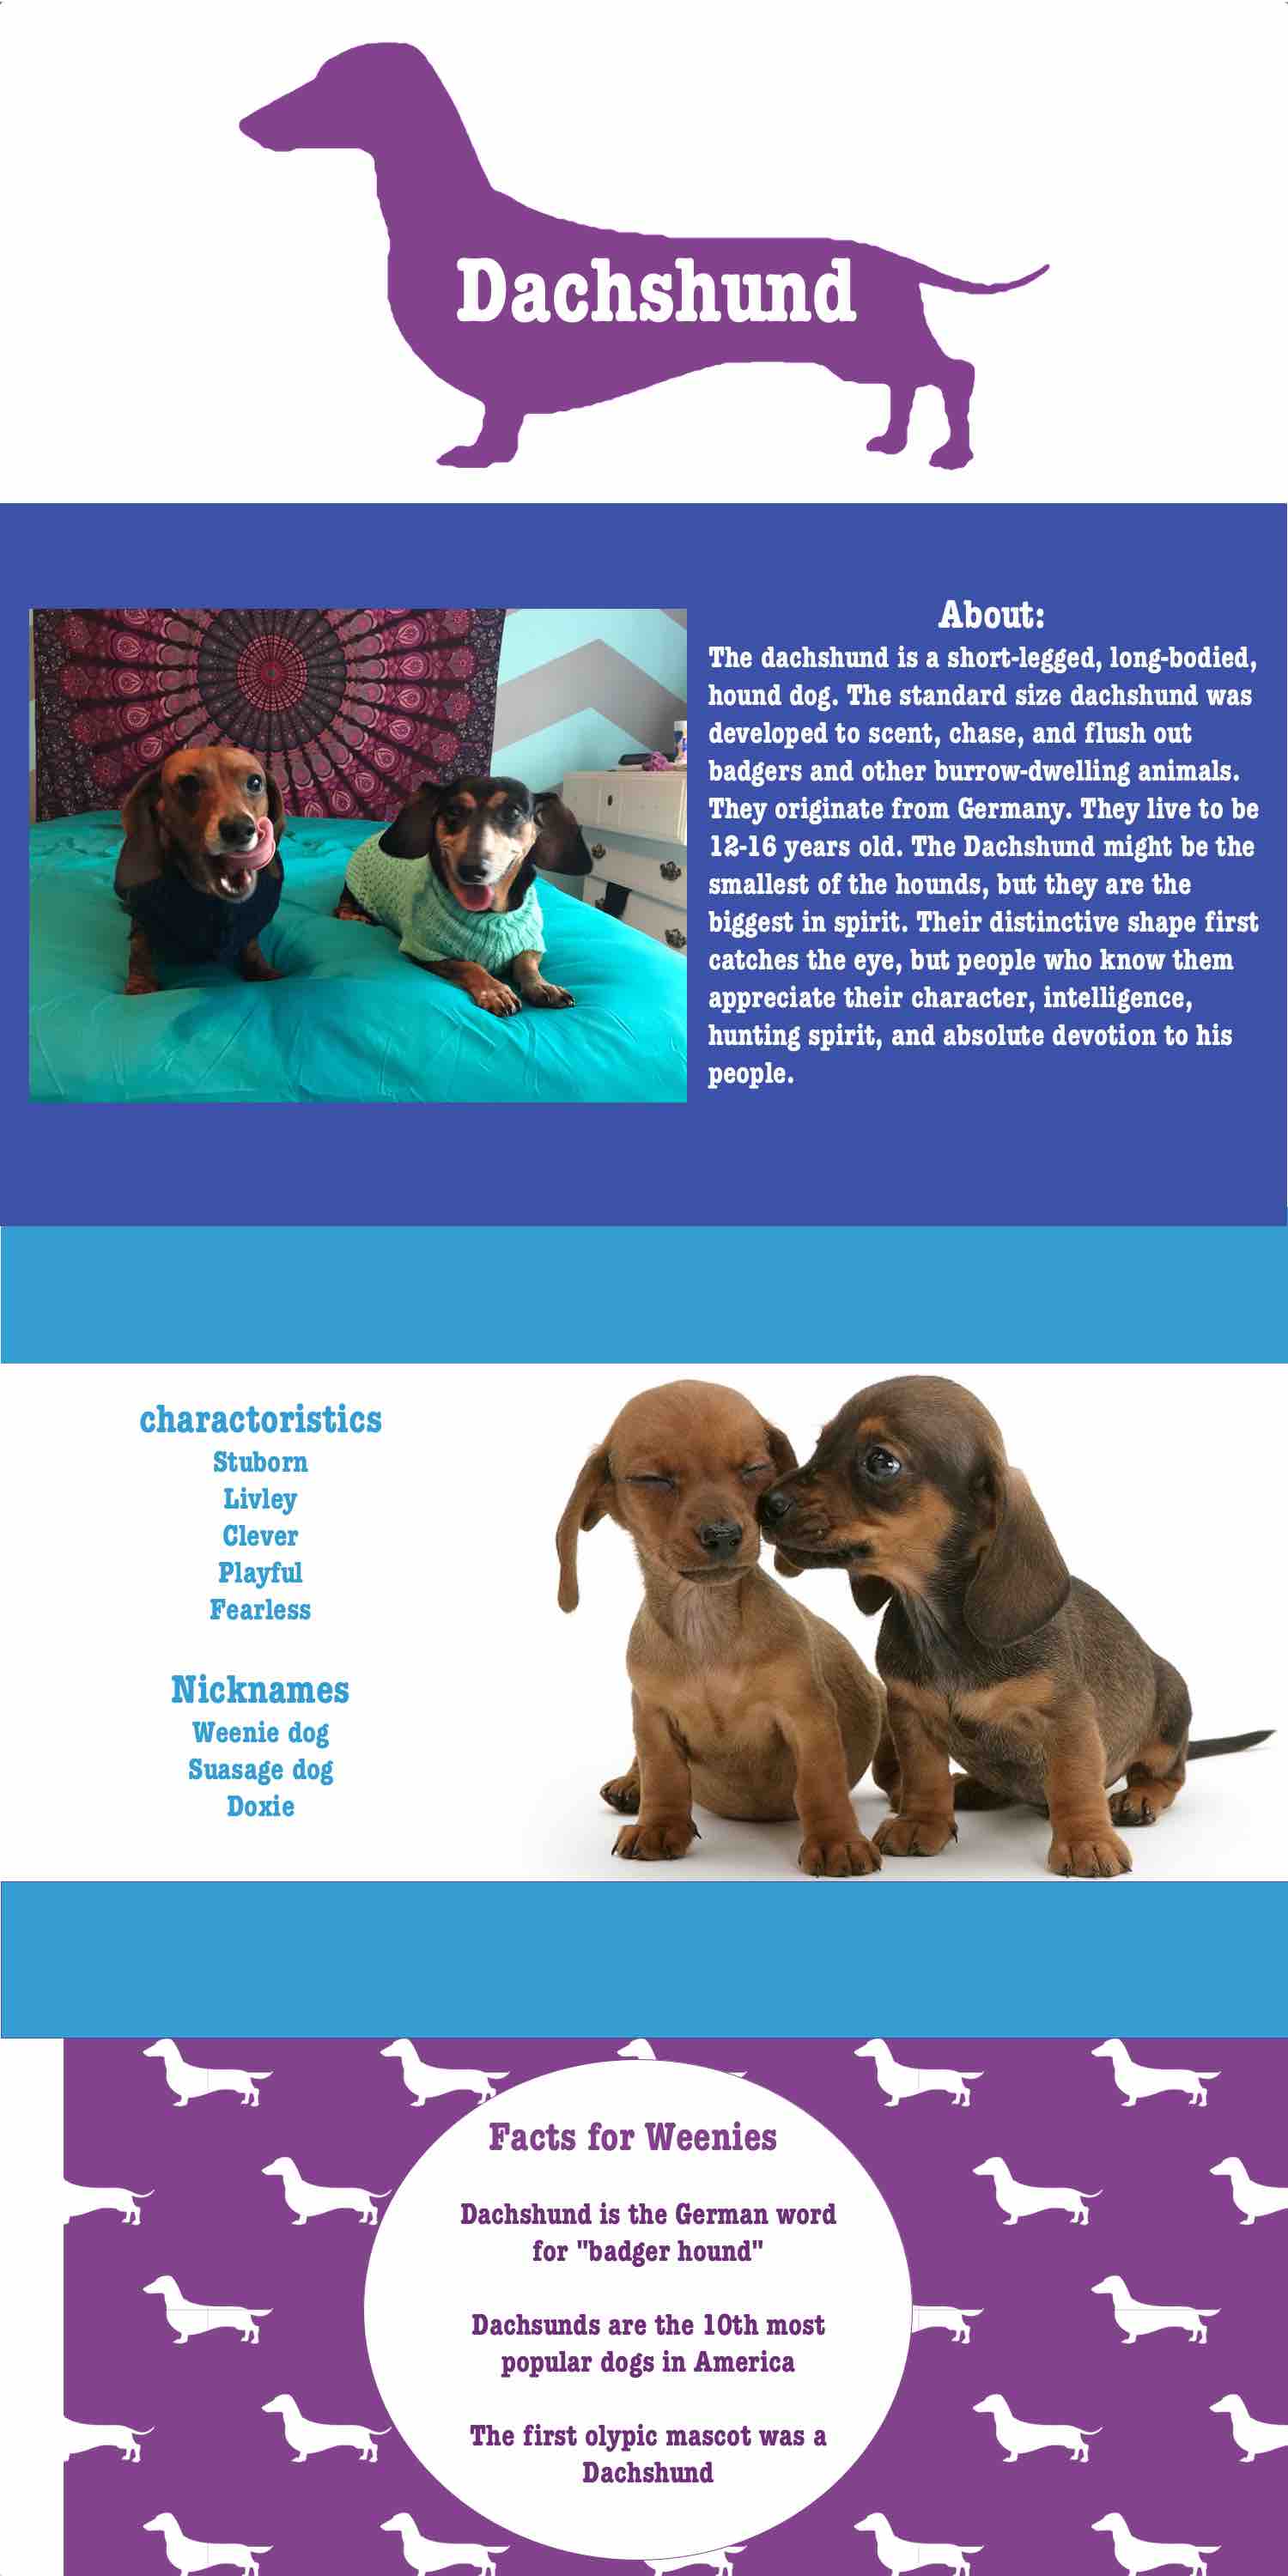 Dachshund
About:
The dachshund is a short-legged, long-bodied,
hound dog. The standard size dachshund was
developed to scent, chase, and flush out
badgers and other burrow-dwelling animals.
They originate from Germany. They live to be
12-16 years old. The Dachshund might be the
smallest of the hounds, but they are the
biggest in spirit. Their distinctive shape first
catches the eye, but people who know them
appreciate their character, intelligence,
hunting spirit, and absolute devotion to his
people.
charactoristics
Stuborn
Livley
Clever
Playful
Fearless
Nicknames
Weenie dog
Suasage dog
Doxie
Facts for Weenies
Dachshund is the German word
for "badger hound"
Dachsunds are the 10th most
popular dogs in America
The first olypic mascot was a
Dachshund